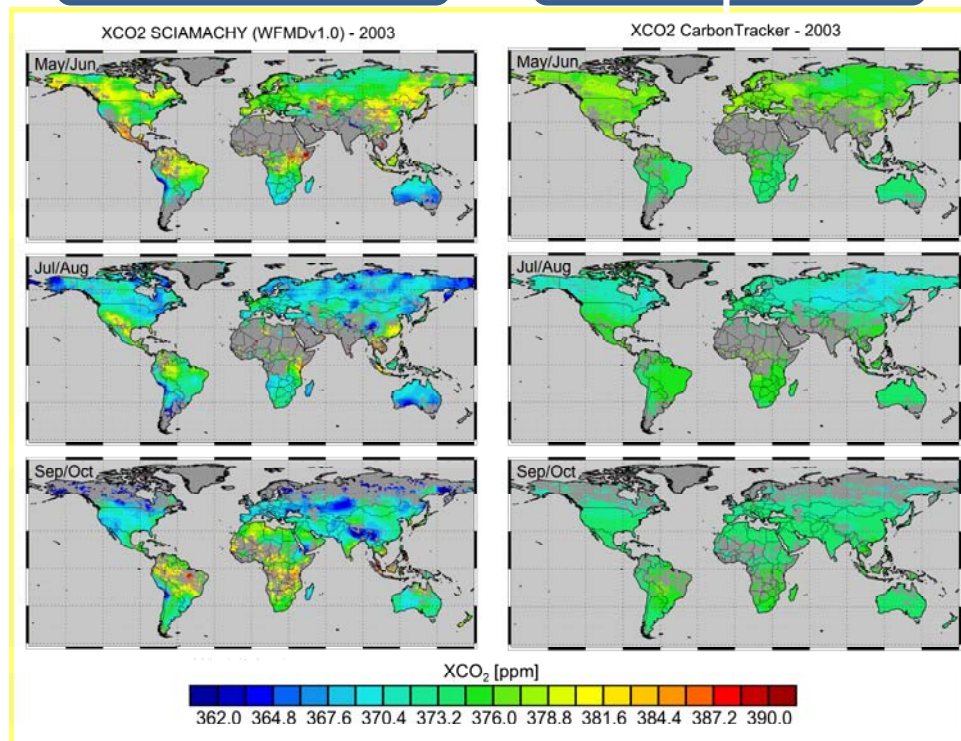 XCO2 SCIAMACHY (WFMDv1.0) - 2003
XCO2 CarbonTracker - 2003
May/Jun
May/Jun
Jul/Aug
Jul/Aug
Sep/Oct
Sep/Oct
XCO₂ [ppm]
362.0 364.8 367.6 370.4 373.2 376.0 378.8 381.6 384.4 387.2 390.0